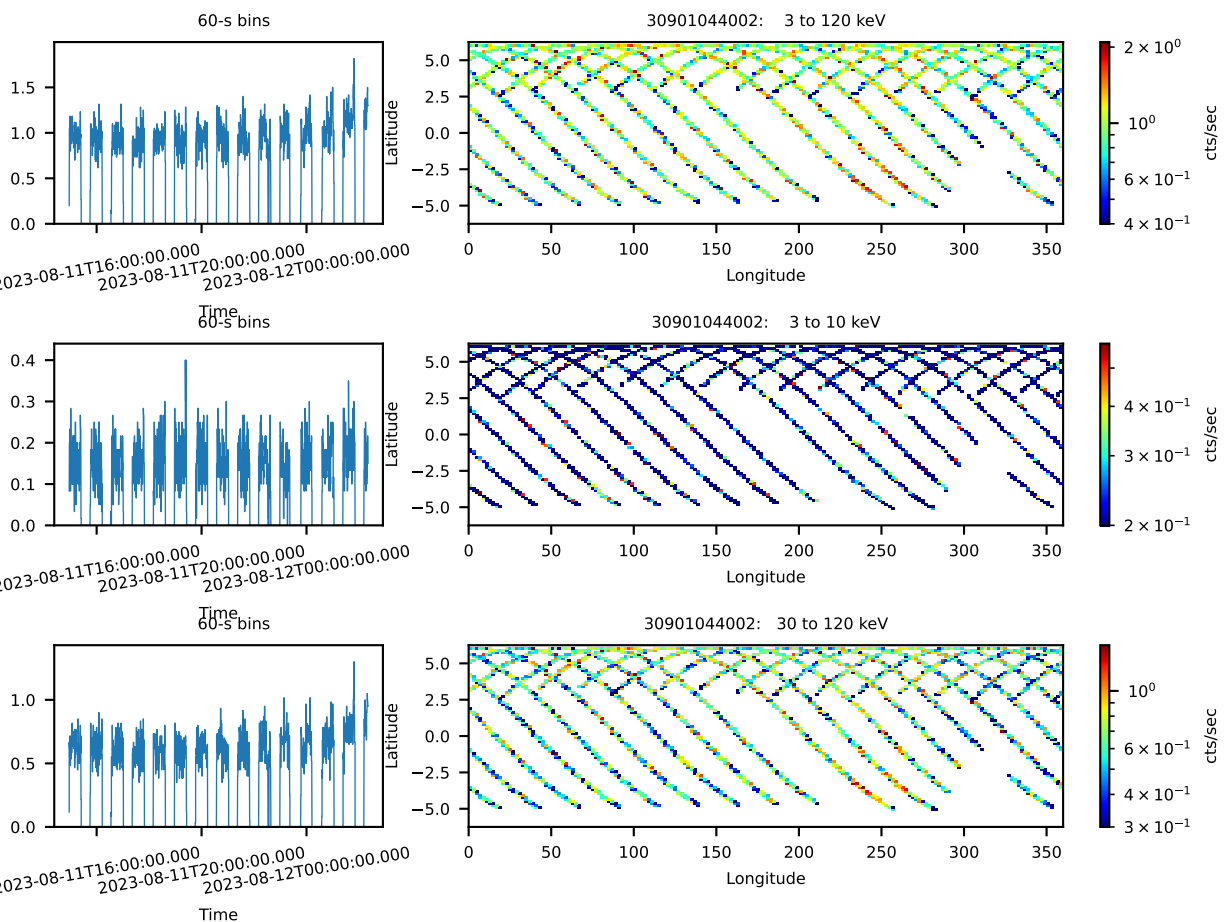 60-s bins
30901044002:    3 to 120 keV
1.5
1.0
0.5
0.0
2023-08-11T16:00:00.000
2023-08-11T20:00:00.000
2023-08-12T00:00:00.000
Time
Latitude
5.0
2.5
0.0
−2.5
−5.0
0 50 100 150 200 250 300 350
Longitude
2 × 10⁰
10⁰
6 × 10⁻¹
4 × 10⁻¹
cts/sec
60-s bins
30901044002:    3 to 10 keV
0.4
0.3
0.2
0.1
0.0
2023-08-11T16:00:00.000
2023-08-11T20:00:00.000
2023-08-12T00:00:00.000
Time
Latitude
5.0
2.5
0.0
−2.5
−5.0
0 50 100 150 200 250 300 350
Longitude
4 × 10⁻¹
3 × 10⁻¹
2 × 10⁻¹
cts/sec
60-s bins
30901044002:   30 to 120 keV
1.0
0.5
0.0
2023-08-11T16:00:00.000
2023-08-11T20:00:00.000
2023-08-12T00:00:00.000
Time
Latitude
5.0
2.5
0.0
−2.5
−5.0
0 50 100 150 200 250 300 350
Longitude
10⁰
6 × 10⁻¹
4 × 10⁻¹
3 × 10⁻¹
cts/sec